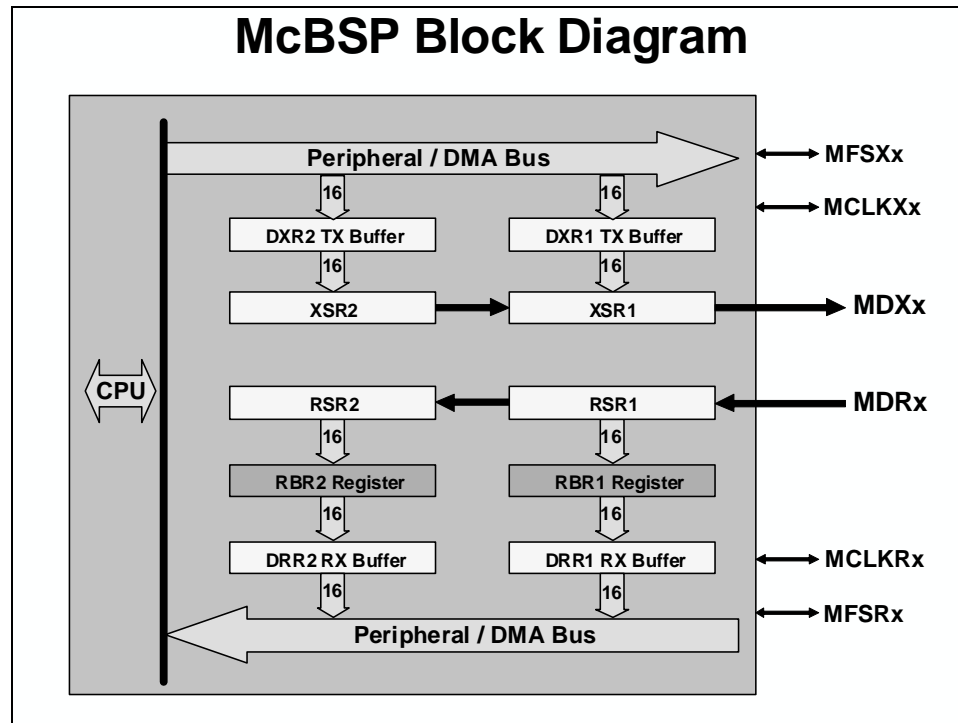 McBSP Block Diagram
Peripheral / DMA Bus
MFSXx
16
16
MCLKXx
DXR2 TX Buffer
DXR1 TX Buffer
16
16
XSR2
XSR1
MDXx
CPU
RSR2
RSR1
MDRx
16
16
RBR2 Register
RBR1 Register
16
16
DRR2 RX Buffer
DRR1 RX Buffer
MCLKRx
16
16
MFSRx
Peripheral / DMA Bus